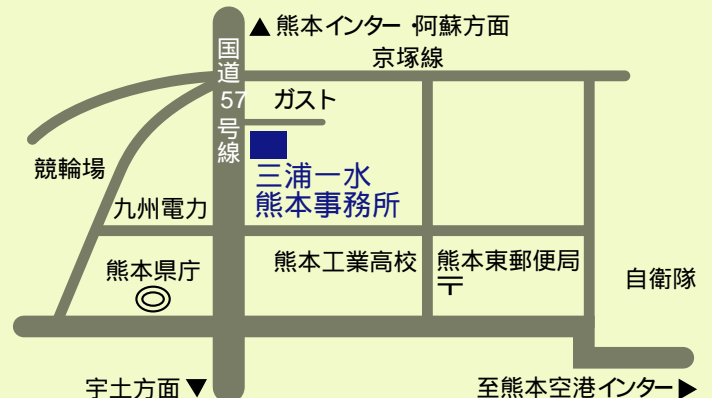 ▲熊本インター・阿蘇方面
京塚線
国道57号線
ガスト
競輪場
三浦一水
熊本事務所
九州電力
熊本県庁
◎
熊本工業高校
熊本東郵便局
〒
自衛隊
宇土方面▼
至熊本空港インター▶